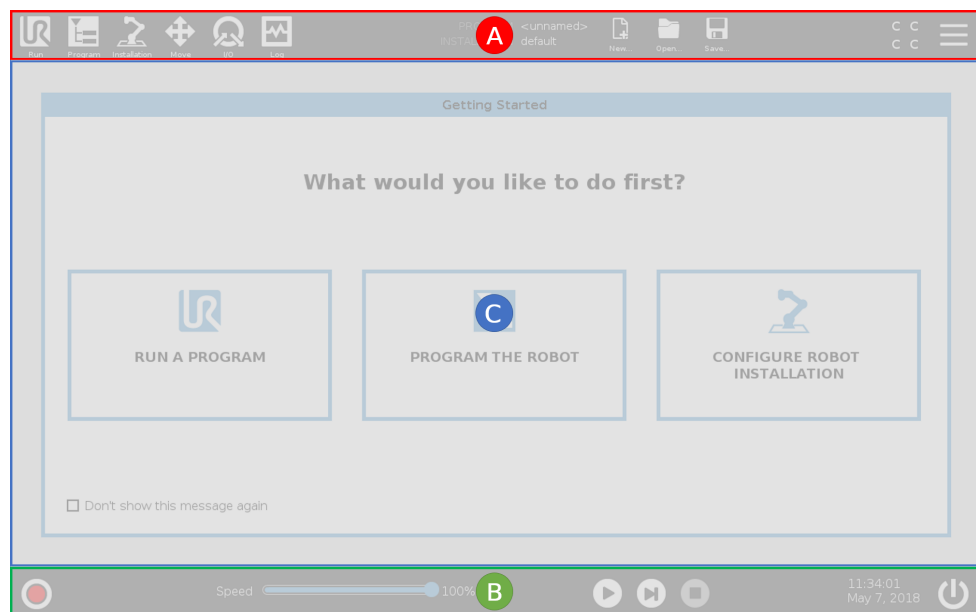 <unnamed>
default
A
C C
C C
Run
Program
Installation
Move
I/O
Log
New...
Open...
Save...
Getting Started
What would you like to do first?
C
RUN A PROGRAM
PROGRAM THE ROBOT
CONFIGURE ROBOT
INSTALLATION
Don't show this message again
Speed
100%
B
11:34:01
May 7, 2018